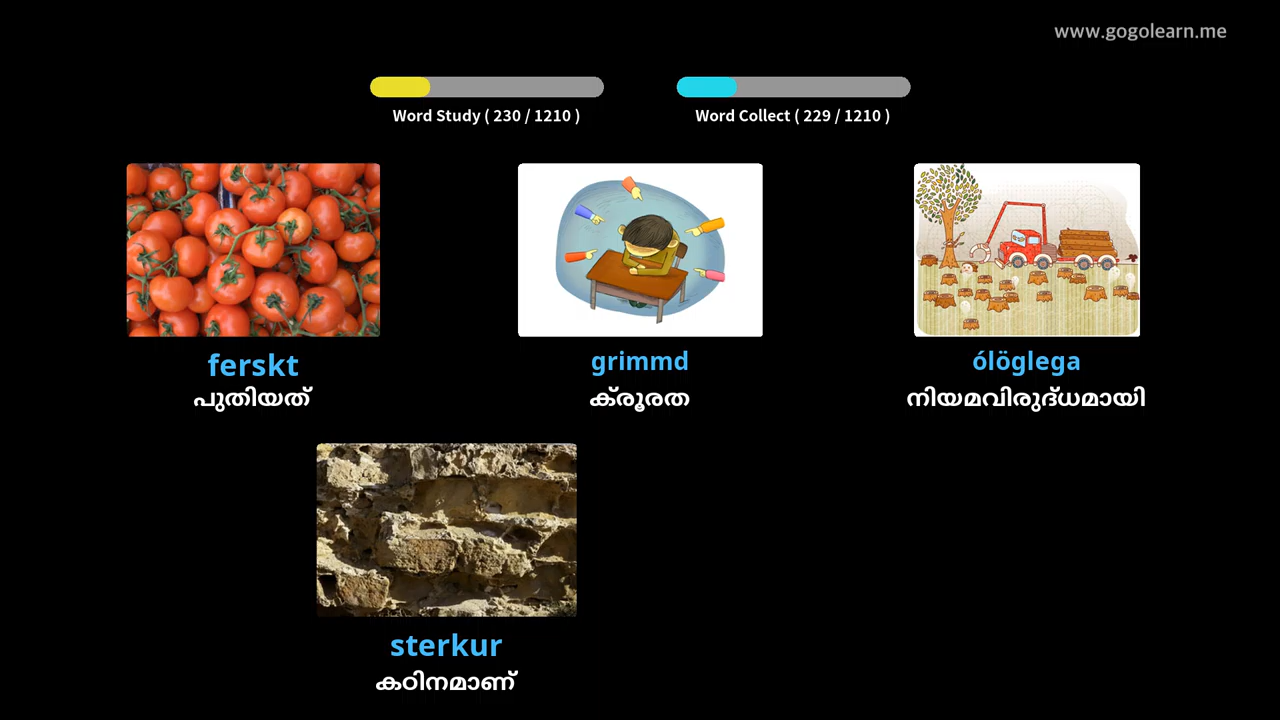 www.gogolearn.me
Word Study ( 230 / 1210 )
Word Collect ( 229 / 1210 )
ferskt
പുതിയത്
grimmd
ക്രൂരത
ólöglega
നിയമവിരുദ്ധമായി
sterkur
കഠിനമാണ്